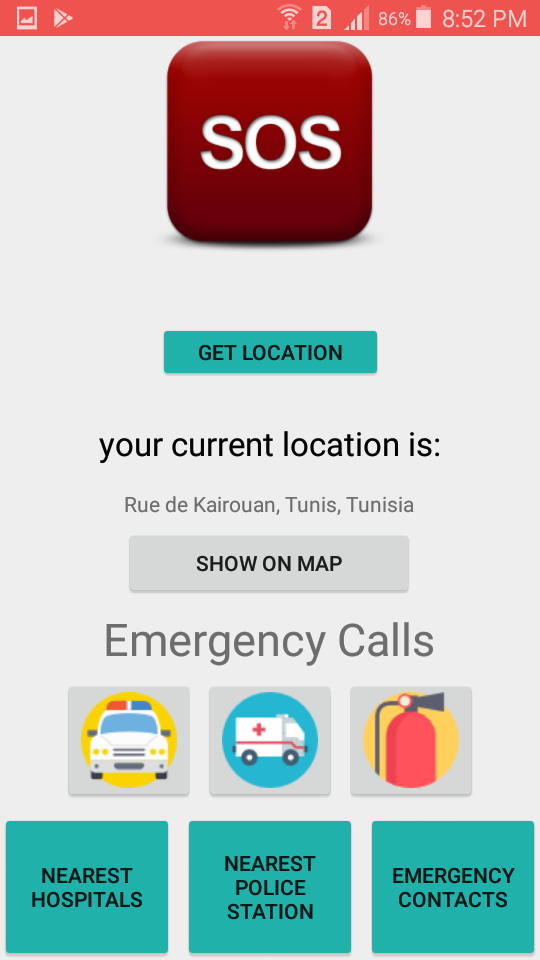 2 86% 8:52 PM
SOS
GET LOCATION
your current location is:
Rue de Kairouan, Tunis, Tunisia
SHOW ON MAP
Emergency Calls
NEAREST
HOSPITALS
NEAREST
POLICE
STATION
EMERGENCY
CONTACTS